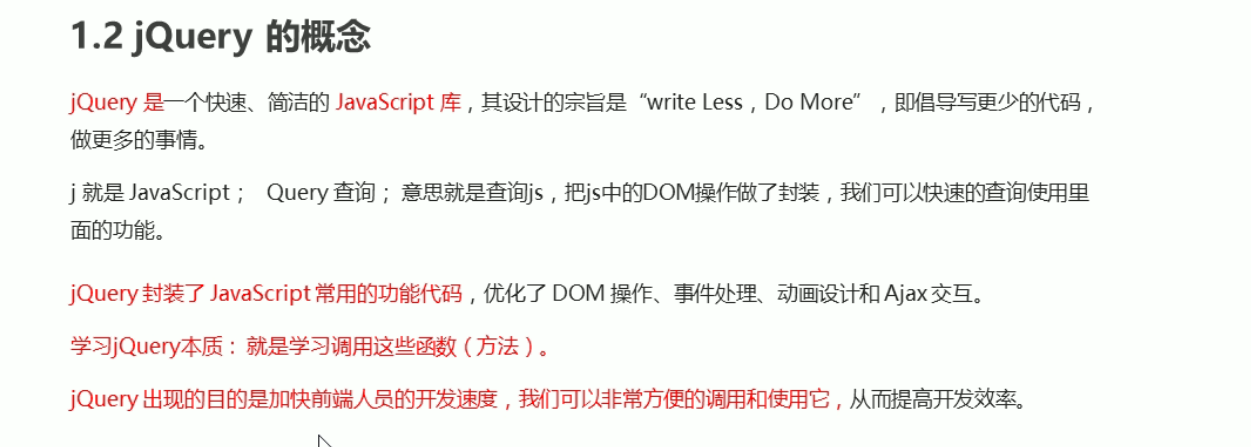 1.2 jQuery 的概念
jQuery 是一个快速、简洁的 JavaScript 库，其设计的宗旨是“write Less，Do More”，即倡导写更少的代码，
做更多的事情。
j 就是 JavaScript； Query 查询； 意思就是查询js，把js中的DOM操作做了封装，我们可以快速的查询使用里
面的功能。
jQuery 封装了 JavaScript 常用的功能代码，优化了 DOM 操作、事件处理、动画设计和 Ajax 交互。
学习jQuery本质： 就是学习调用这些函数（方法）。
jQuery 出现的目的是加快前端人员的开发速度，我们可以非常方便的调用和使用它，从而提高开发效率。